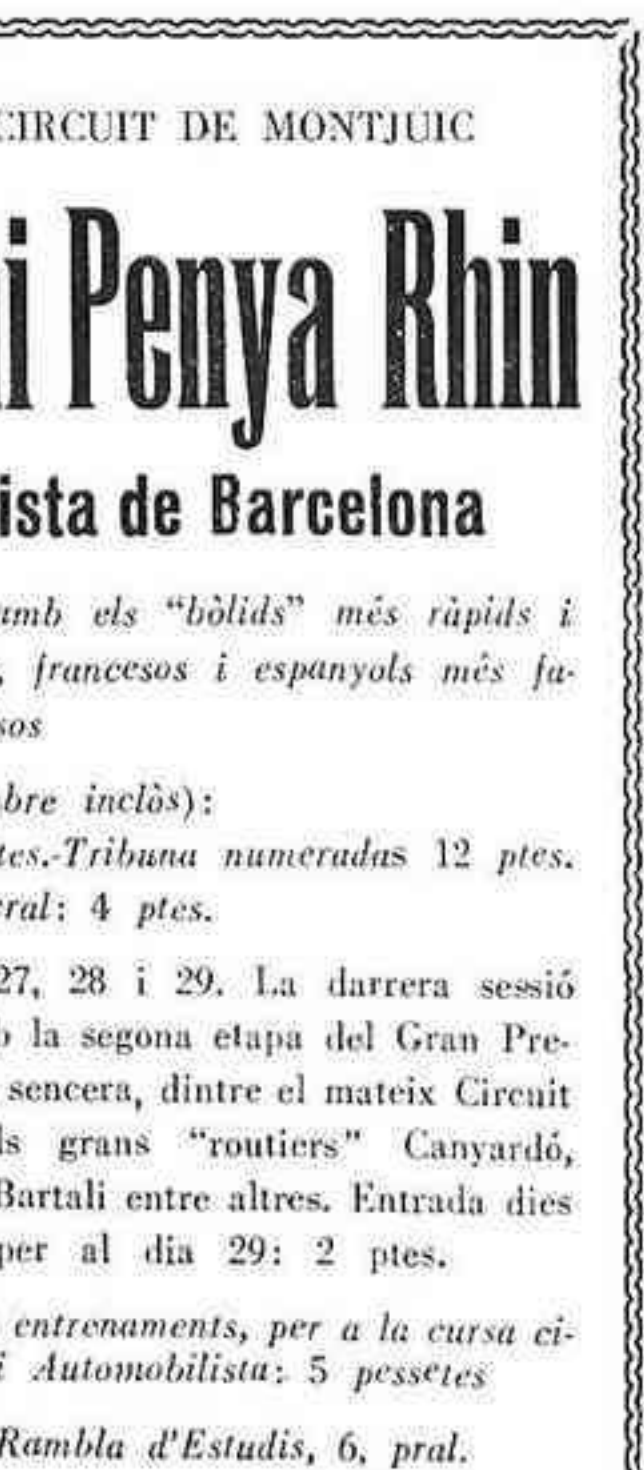 CIRCUIT DE MONTJUIC
i Penya Rhin
ista de Barcelona
amb els “bòlids” més ràpids i
, francesos i espanyols més fa-
sos
bre inclòs):
tes.-Tribuna numeradas 12 ptes.
rral: 4 ptes.
27, 28 i 29. La darrera sessió
b la segona etapa del Gran Pre-
sencera, dintre el mateix Circuit
ls grans “routiers” Canyardó,
Bartali entre altres. Entrada dies
per al dia 29: 2 ptes.
entrenaments, per a la cursa ci-
i Automobilista: 5 pessetes
Rambla d'Estudis, 6, pral.